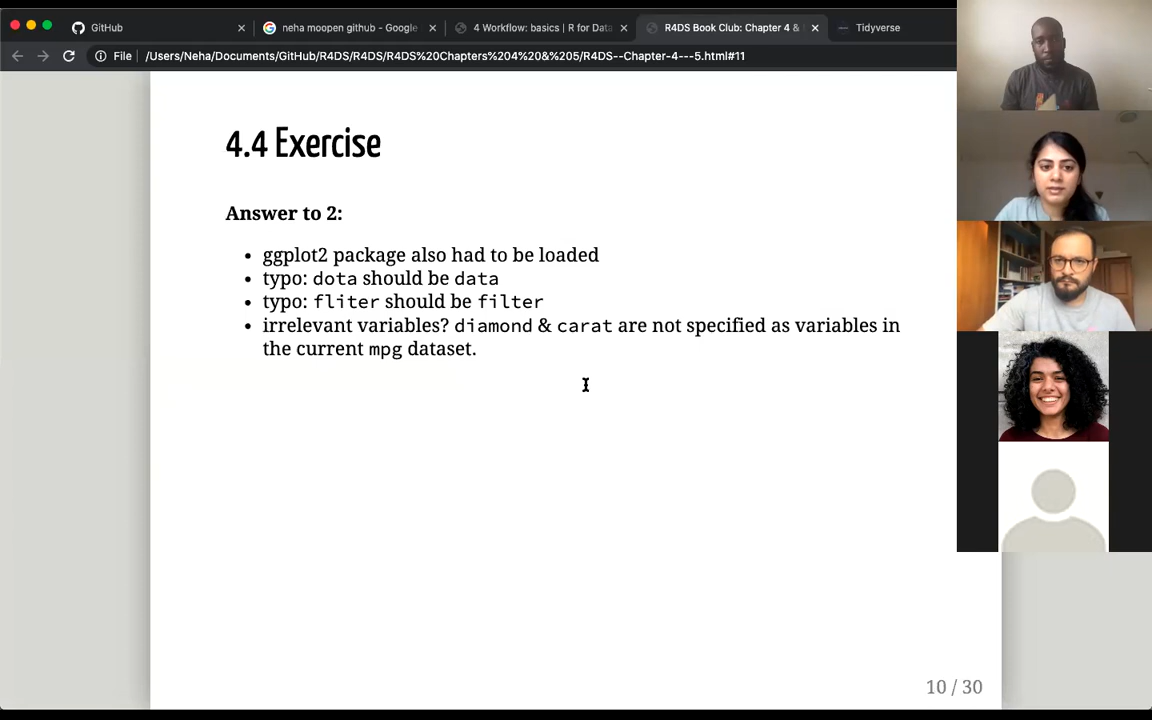 GitHub
neha moopen github - Google
4 Workflow: basics | R for Data
R4DS Book Club: Chapter 4 &
Tidyverse
File | /Users/Neha/Documents/GitHub/R4DS/R4DS/R4DS%20Chapters%204%20&%205/R4DS--Chapter-4---5.html#11
4.4 Exercise
Answer to 2:
• ggplot2 package also had to be loaded
• typo: dota should be data
• typo: fliter should be filter
• irrelevant variables? diamond & carat are not specified as variables in
the current mpg dataset.
10 / 30